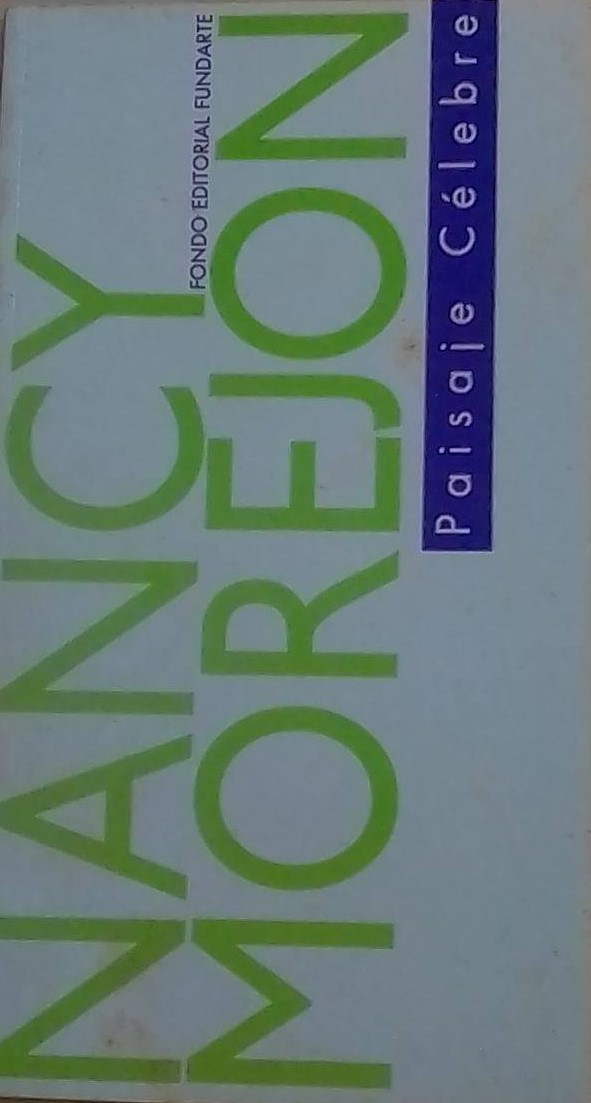 NANCY
FONDO EDITORIAL FUNDARTE
MOREJON
Paisaje Célebre